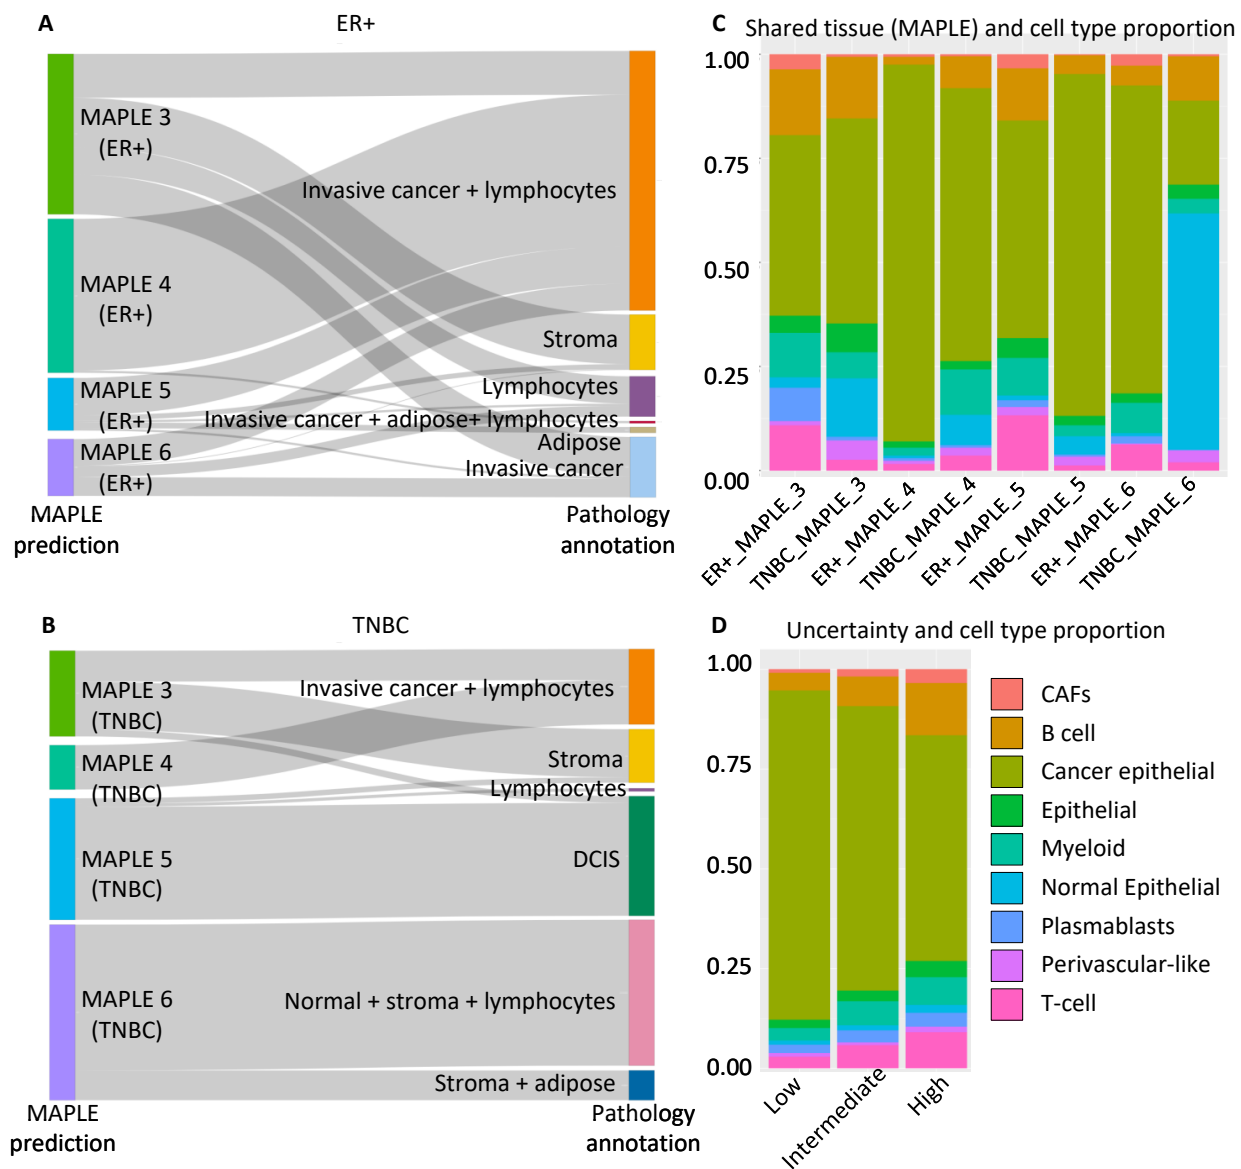 A
ER+
MAPLE 3
(ER+)
MAPLE 4
(ER+)
MAPLE 5
(ER+)
MAPLE 6
(ER+)
MAPLE
prediction
Invasive cancer + lymphocytes
Stroma
Lymphocytes
Invasive cancer + adipose+ lymphocytes
Adipose
Invasive cancer
Pathology
annotation
C
Shared tissue (MAPLE) and cell type proportion
1.00
0.75
0.50
0.25
0.00
ER+_MAPLE_3
TNBC_MAPLE_3
ER+_MAPLE_4
TNBC_MAPLE_4
ER+_MAPLE_5
TNBC_MAPLE_5
ER+_MAPLE_6
TNBC_MAPLE_6
B
TNBC
MAPLE 3
(TNBC)
MAPLE 4
(TNBC)
MAPLE 5
(TNBC)
MAPLE 6
(TNBC)
MAPLE
prediction
Invasive cancer + lymphocytes
Stroma
Lymphocytes
DCIS
Normal + stroma + lymphocytes
Stroma + adipose
Pathology
annotation
D
Uncertainty and cell type proportion
1.00
0.75
0.50
0.25
0.00
Low
Intermediate
High
CAFs
B cell
Cancer epithelial
Epithelial
Myeloid
Normal Epithelial
Plasmablasts
Perivascular-like
T-cell